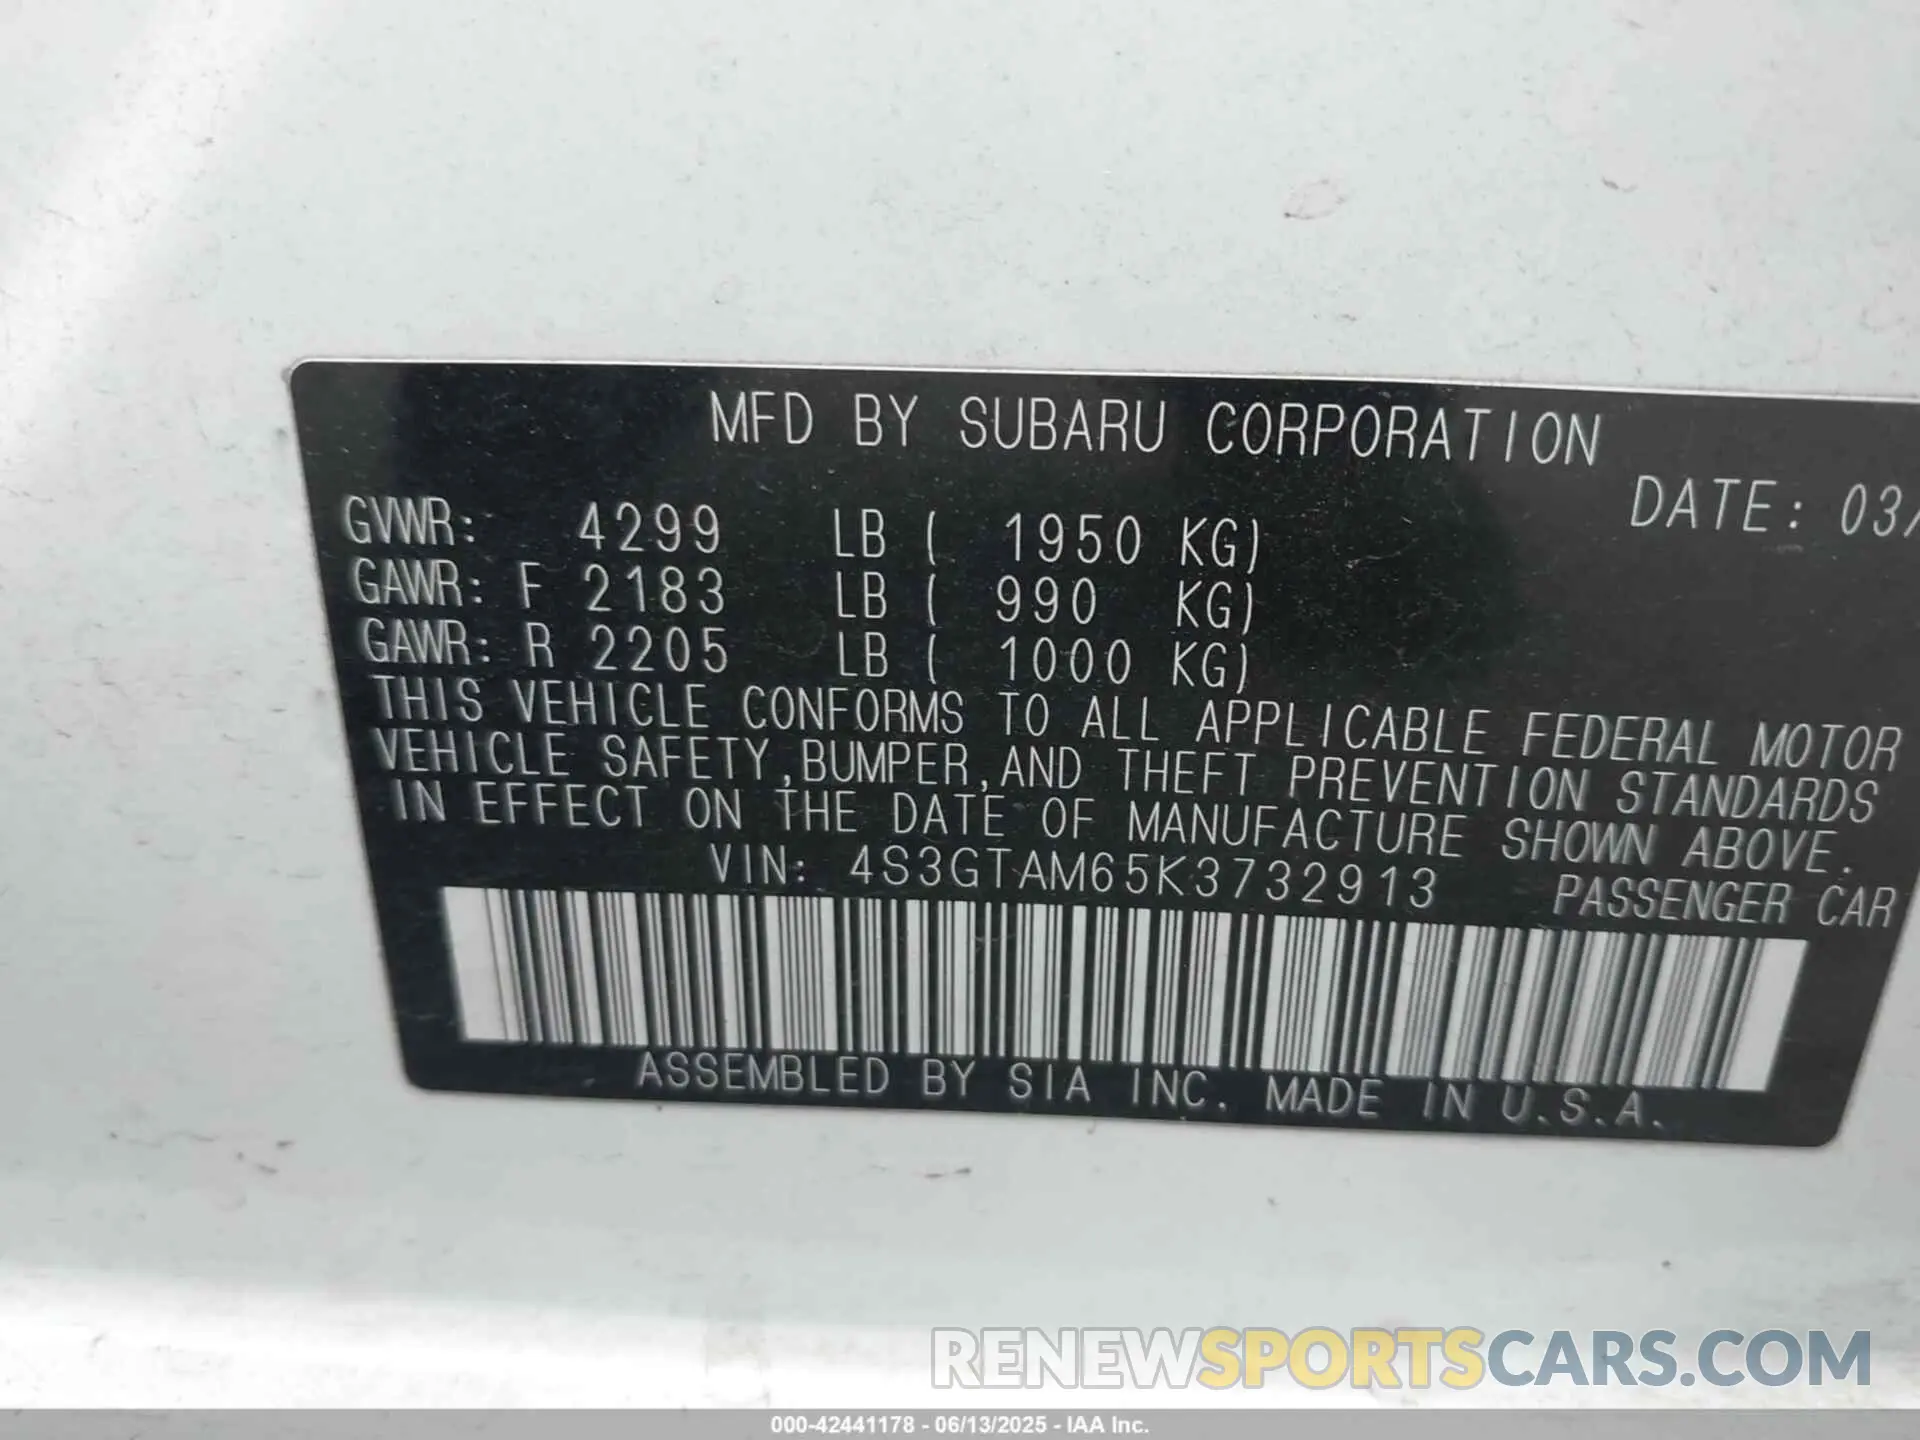 MFD BY SUBARU CORPORATION
DATE: 03/
GVWR: 4299 LB ( 1950 KG)
GAWR: F 2183 LB ( 990 KG)
GAWR: R 2205 LB ( 1000 KG)
THIS VEHICLE CONFORMS TO ALL APPLICABLE FEDERAL MOTOR
VEHICLE SAFETY,BUMPER,AND THEFT PREVENTION STANDARDS
IN EFFECT ON THE DATE OF MANUFACTURE SHOWN ABOVE.
VIN: 4S3GTAM65K3732913 PASSENGER CAR
ASSEMBLED BY SIA INC. MADE IN U.S.A.
RENEWSPORTSCARS.COM
000-42441178 - 06/13/2025 - IAA Inc.